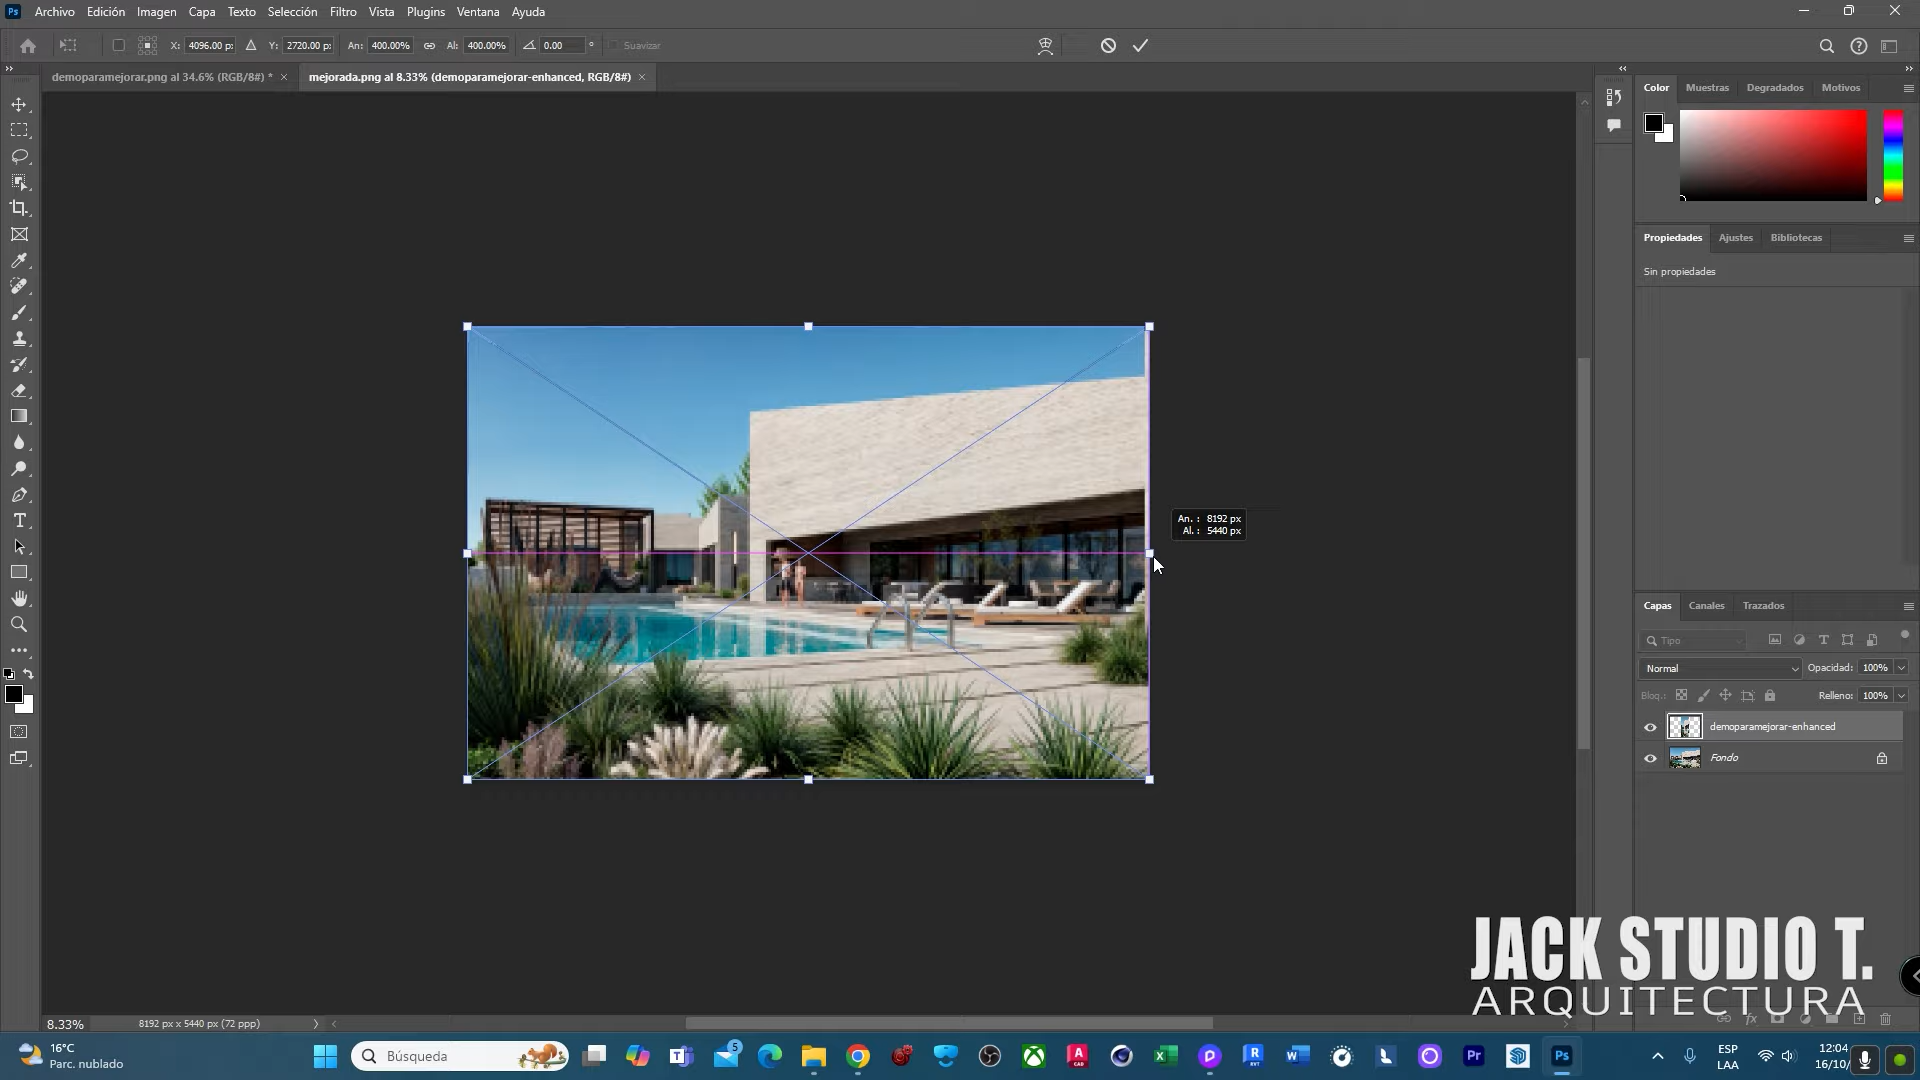 Ps Archivo Edición Imagen Capa Texto Selección Filtro Vista Plugins Ventana Ayuda
X: 4096.00 p: Y: 2720.00 p: An: 400.00% Al: 400.00% 0.00 ° Suavizar
demoparamejorar.png al 34.6% (RGB/8#) *
mejorada.png al 8.33% (demoparamejorar-enhanced, RGB/8#)
Color Muestras Degradados Motivos
Propiedades Ajustes Bibliotecas
Sin propiedades
An. : 8192 px
Al. : 5440 px
Capas Canales Trazados
Tipo
Normal Opacidad: 100%
Bloq.: Relleno: 100%
demoparamejorar-enhanced
Fondo
JACK STUDIO T.
ARQUITECTURA
8.33% 8192 px x 5440 px (72 ppp)
16°C
Parc. nublado
Búsqueda
5
ESP
LAA
12:04
16/10/